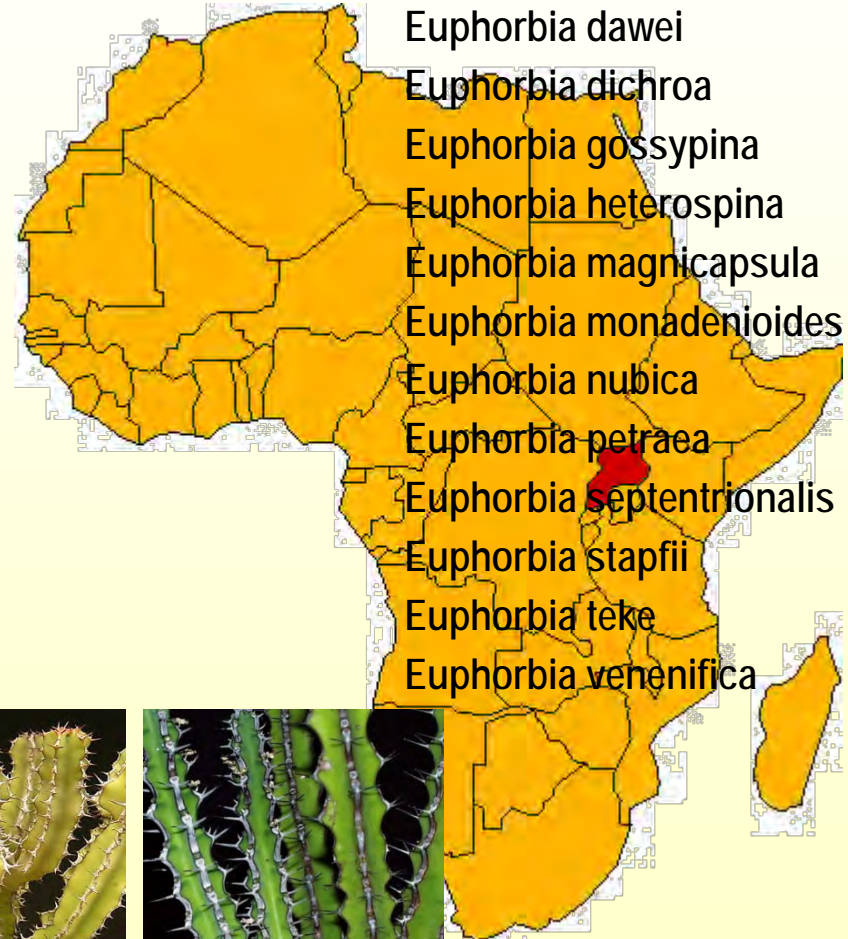 Euphorbia dawei
Euphorbia dichroa
Euphorbia gossypina
Euphorbia heterospina
Euphorbia magnicapsula
Euphorbia monadenioides
Euphorbia nubica
Euphorbia petraea
Euphorbia septentrionalis
Euphorbia stapfii
Euphorbia teke
Euphorbia venenifica